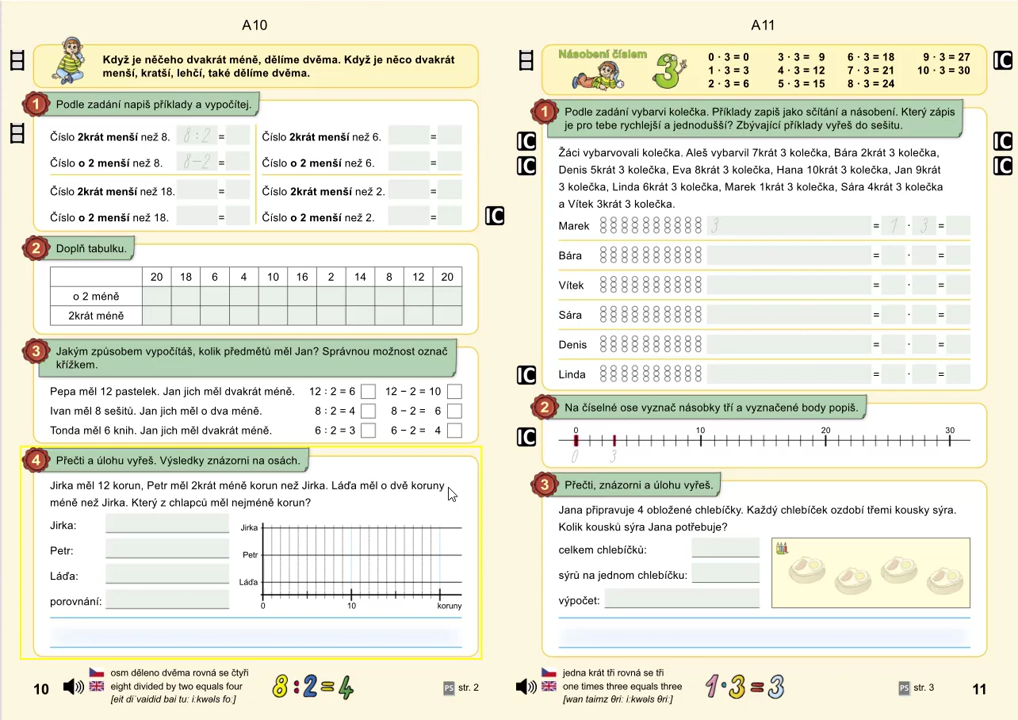 A10
Když je něčeho dvakrát méně, dělíme dvěma. Když je něco dvakrát
menší, kratší, lehčí, také dělíme dvěma.
1 Podle zadání napiš příklady a vypočítej.
Číslo 2krát menší než 8. 8:2 =
Číslo o 2 menší než 8. 8-2 =
Číslo 2krát menší než 18. =
Číslo o 2 menší než 18. =
Číslo 2krát menší než 6. =
Číslo o 2 menší než 6. =
Číslo 2krát menší než 2. =
Číslo o 2 menší než 2. =
IC
2 Doplň tabulku.
20 18 6 4 10 16 2 14 8 12 20
o 2 méně
2krát méně
3 Jakým způsobem vypočítáš, kolik předmětů měl Jan? Správnou možnost označ
křížkem.
Pepa měl 12 pastelek. Jan jich měl dvakrát méně. 12 : 2 = 6 12 − 2 = 10
Ivan měl 8 sešitů. Jan jich měl o dva méně. 8 : 2 = 4 8 − 2 = 6
Tonda měl 6 knih. Jan jich měl dvakrát méně. 6 : 2 = 3 6 − 2 = 4
4 Přečti a úlohu vyřeš. Výsledky znázorni na osách.
Jirka měl 12 korun, Petr měl 2krát méně korun než Jirka. Láďa měl o dvě koruny
méně než Jirka. Který z chlapců měl nejméně korun?
Jirka:
Petr:
Láďa:
porovnání:
Jirka
Petr
Láďa
0 10 koruny
10
osm děleno dvěma rovná se čtyři
eight divided by two equals four
[eit di΄vaidid bai tu: i:kwəls fo:]
8:2=4
PS str. 2
A11
Násobení číslem 3
0 · 3 = 0 3 · 3 = 9 6 · 3 = 18 9 · 3 = 27
1 · 3 = 3 4 · 3 = 12 7 · 3 = 21 10 · 3 = 30
2 · 3 = 6 5 · 3 = 15 8 · 3 = 24
IC
1 Podle zadání vybarvi kolečka. Příklady zapiš jako sčítání a násobení. Který zápis
je pro tebe rychlejší a jednodušší? Zbývající příklady vyřeš do sešitu.
IC IC
IC IC
Žáci vybarvovali kolečka. Aleš vybarvil 7krát 3 kolečka, Bára 2krát 3 kolečka,
Denis 5krát 3 kolečka, Eva 8krát 3 kolečka, Hana 10krát 3 kolečka, Jan 9krát
3 kolečka, Linda 6krát 3 kolečka, Marek 1krát 3 kolečka, Sára 4krát 3 kolečka
a Vítek 3krát 3 kolečka.
Marek 3 = 1 · 3 =
Bára = · =
Vítek = · =
Sára = · =
Denis = · =
Linda = · =
IC
2 Na číselné ose vyznač násobky tří a vyznačené body popiš.
IC
0 10 20 30
0 3
3 Přečti, znázorni a úlohu vyřeš.
Jana připravuje 4 obložené chlebíčky. Každý chlebíček ozdobí třemi kousky sýra.
Kolik kousků sýra Jana potřebuje?
celkem chlebíčků:
sýrů na jednom chlebíčku:
výpočet:
jedna krát tři rovná se tři
one times three equals three
[wan taimz θri: i:kwəls θri:]
1·3=3
PS str. 3
11